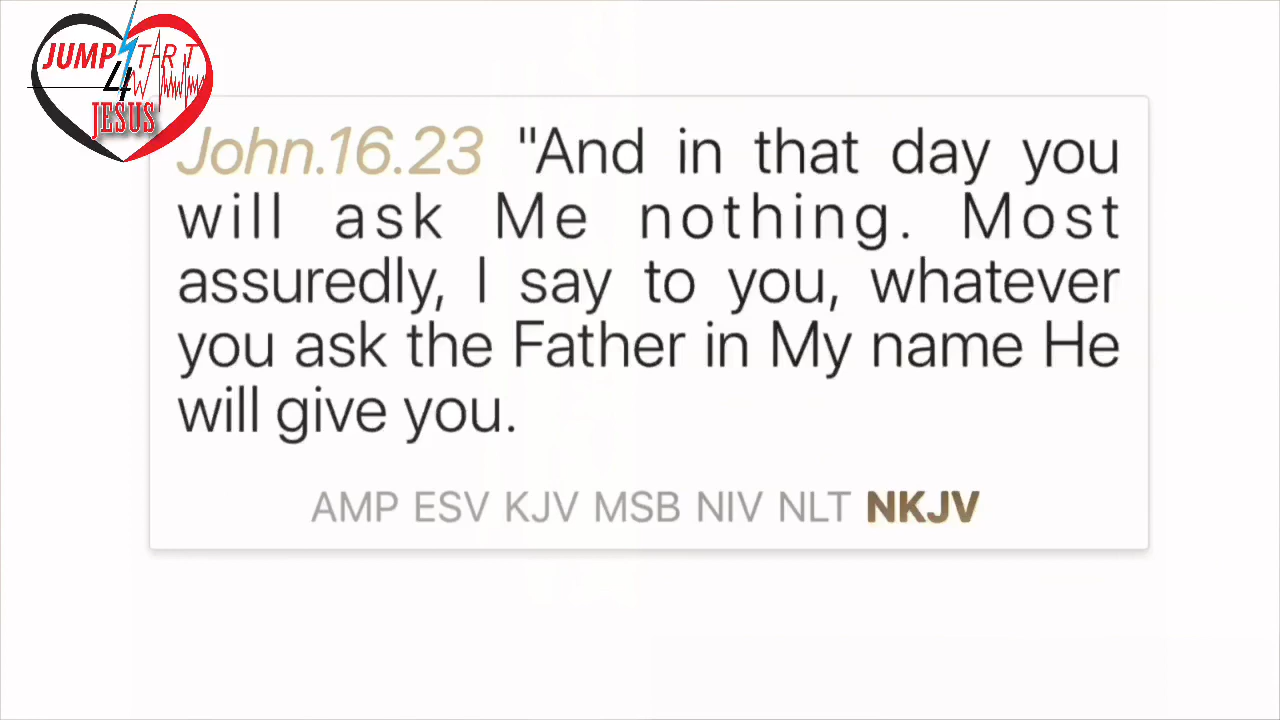 JUMP START
4
JESUS
John.16.23 "And in that day you
will ask Me nothing. Most
assuredly, I say to you, whatever
you ask the Father in My name He
will give you.
AMP ESV KJV MSB NIV NLT NKJV